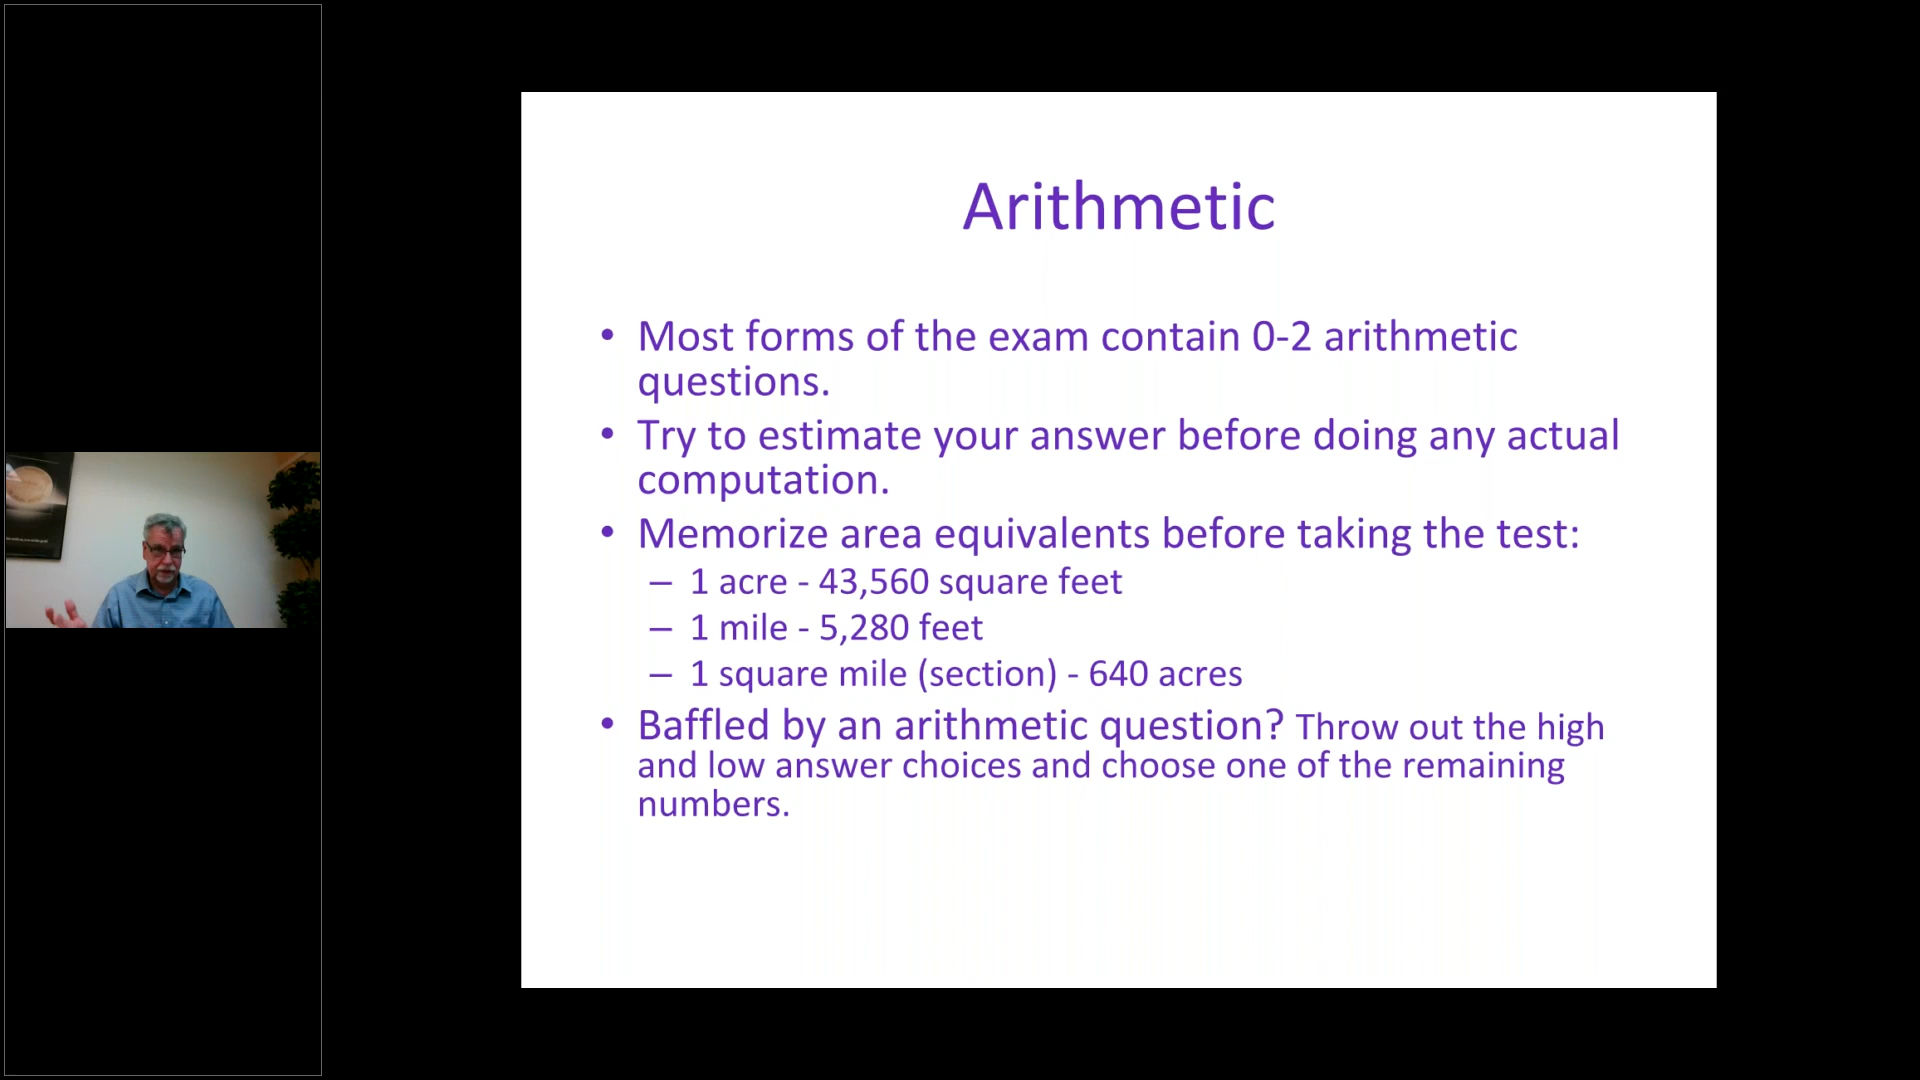 Arithmetic
• Most forms of the exam contain 0-2 arithmetic
questions.
• Try to estimate your answer before doing any actual
computation.
• Memorize area equivalents before taking the test:
– 1 acre - 43,560 square feet
– 1 mile - 5,280 feet
– 1 square mile (section) - 640 acres
• Baffled by an arithmetic question? Throw out the high
and low answer choices and choose one of the remaining
numbers.